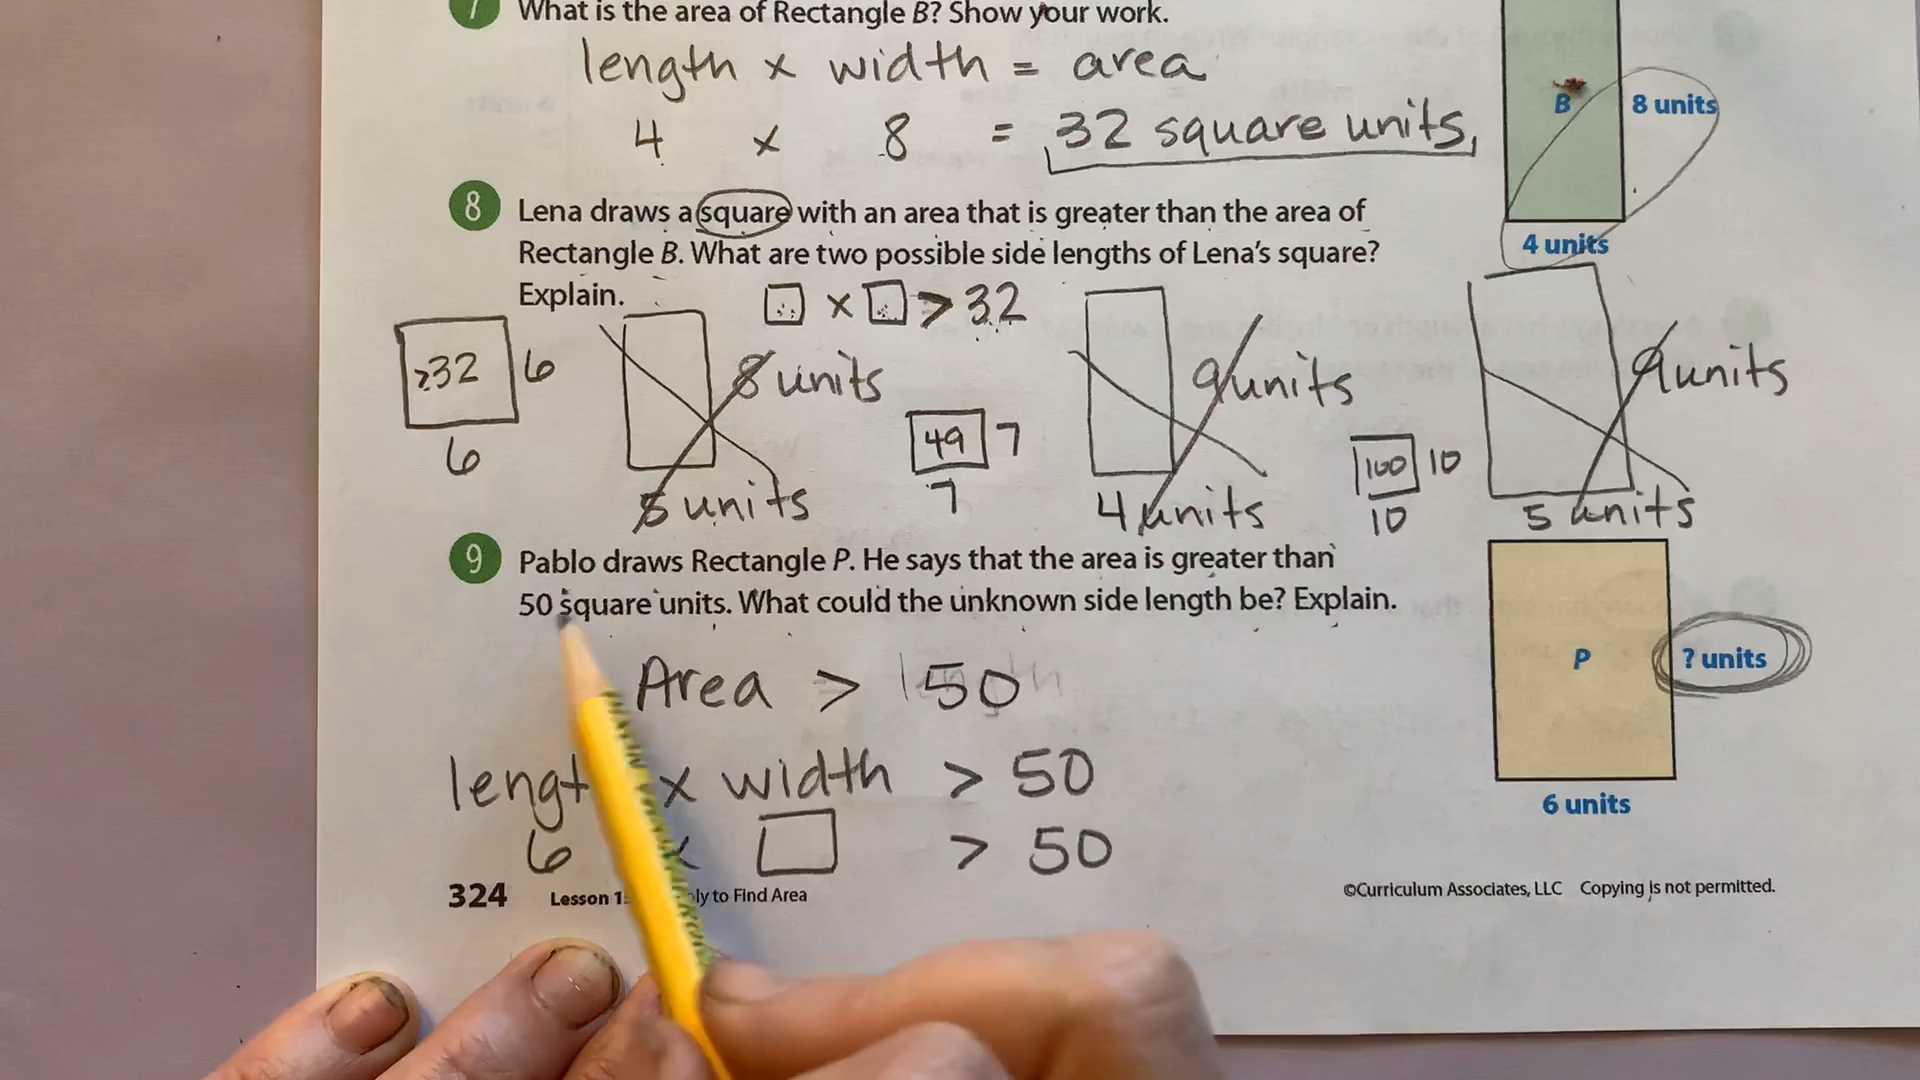 7 What is the area of Rectangle B? Show your work.
length x width = area
B 8 units
4 x 8 = 32 square units
4 units
8 Lena draws a square with an area that is greater than the area of
Rectangle B. What are two possible side lengths of Lena's square?
Explain.
x > 32
>32 6
6
8 units
units
49 7
7
9 units
4 units
100 10
10
9 units
5 units
9 Pablo draws Rectangle P. He says that the area is greater than
50 square units. What could the unknown side length be? Explain.
P ? units
6 units
Area > 50
x width > 50
6 > 50
324 Lesson to Find Area
©Curriculum Associates, LLC Copying is not permitted.